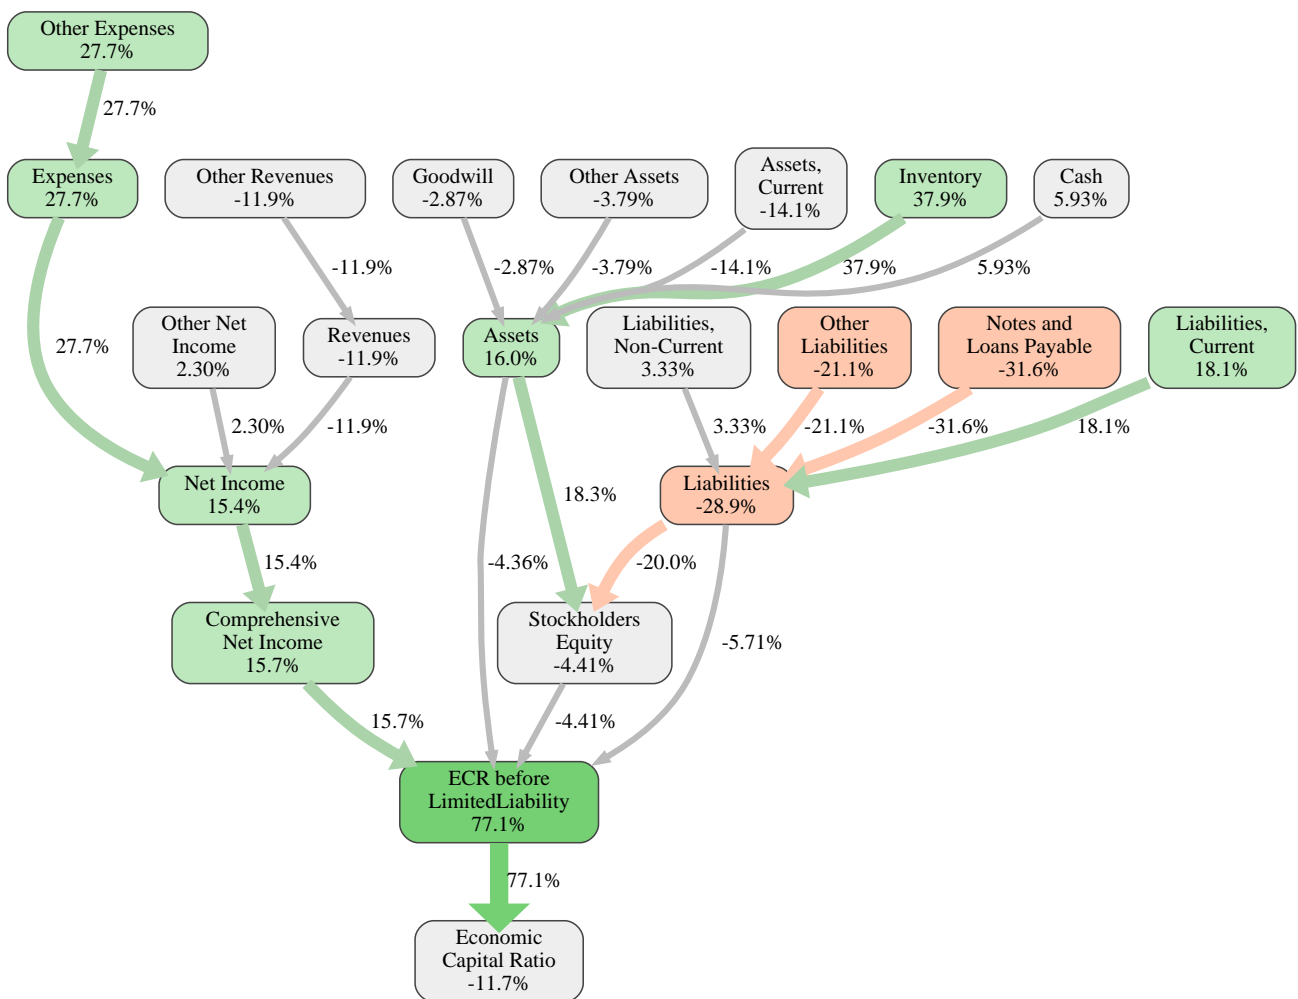 Other Expenses
27.7%
27.7%
Expenses
27.7%
Other Revenues
-11.9%
Goodwill
-2.87%
Other Assets
-3.79%
Assets,
Current
-14.1%
Inventory
37.9%
Cash
5.93%
-11.9%
-2.87%
-3.79%
-14.1%
37.9%
5.93%
27.7%
Other Net
Income
2.30%
Revenues
-11.9%
Assets
16.0%
Liabilities,
Non-Current
3.33%
Other
Liabilities
-21.1%
Notes and
Loans Payable
-31.6%
Liabilities,
Current
18.1%
2.30%
-11.9%
3.33%
-21.1%
-31.6%
18.1%
Net Income
15.4%
18.3%
Liabilities
-28.9%
15.4%
-4.36%
-20.0%
Comprehensive
Net Income
15.7%
Stockholders
Equity
-4.41%
-5.71%
15.7%
-4.41%
ECR before
LimitedLiability
77.1%
77.1%
Economic
Capital Ratio
-11.7%